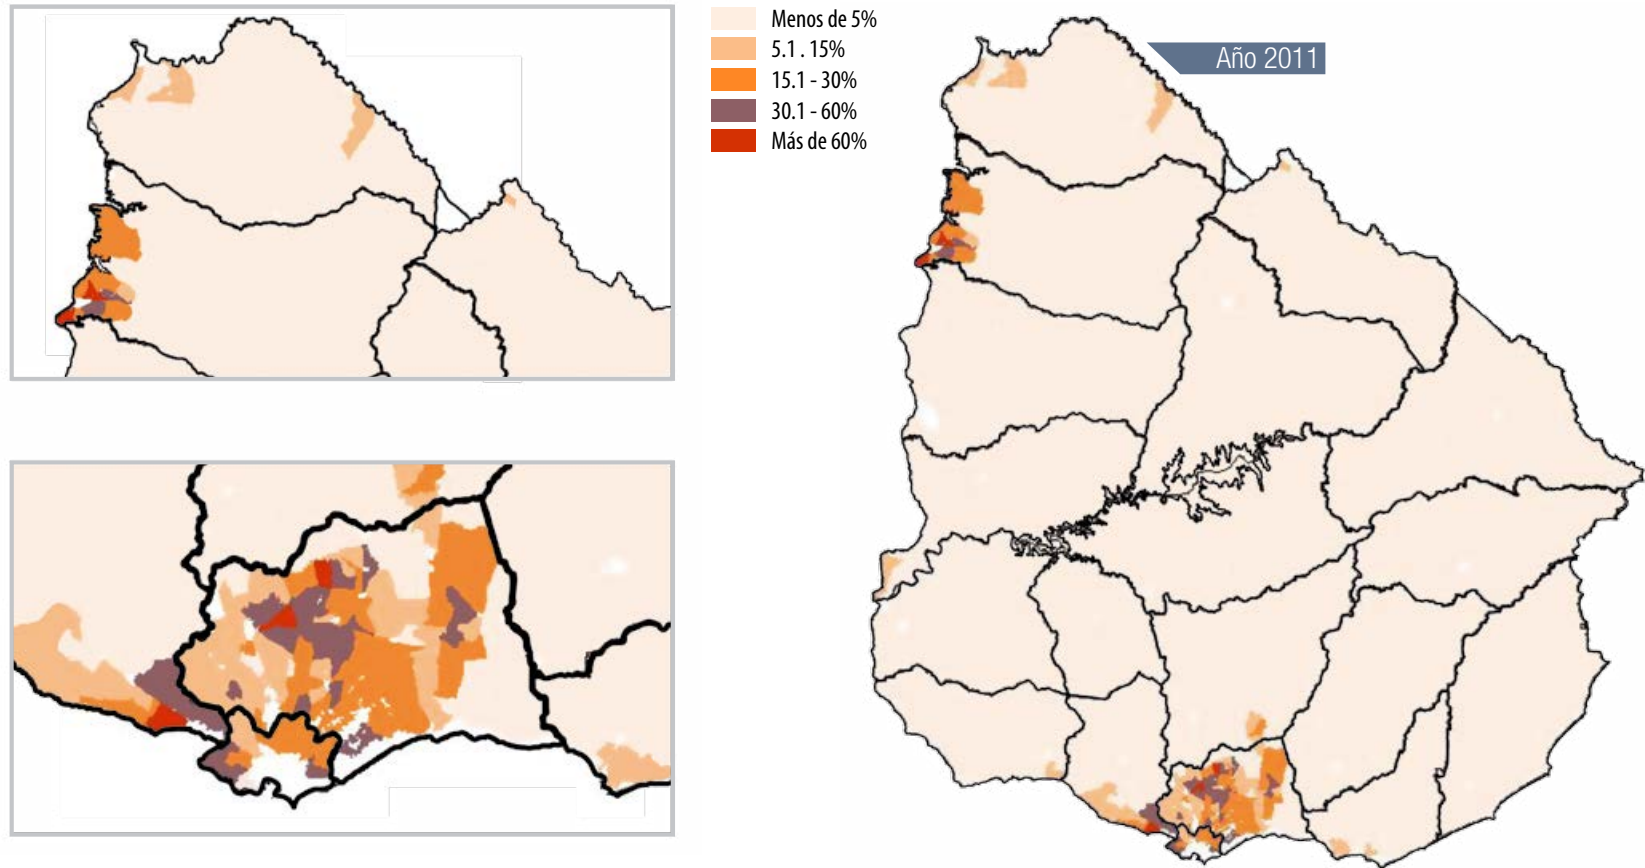 Menos de 5%
5.1 . 15%
15.1 - 30%
30.1 - 60%
Más de 60%
Año 2011